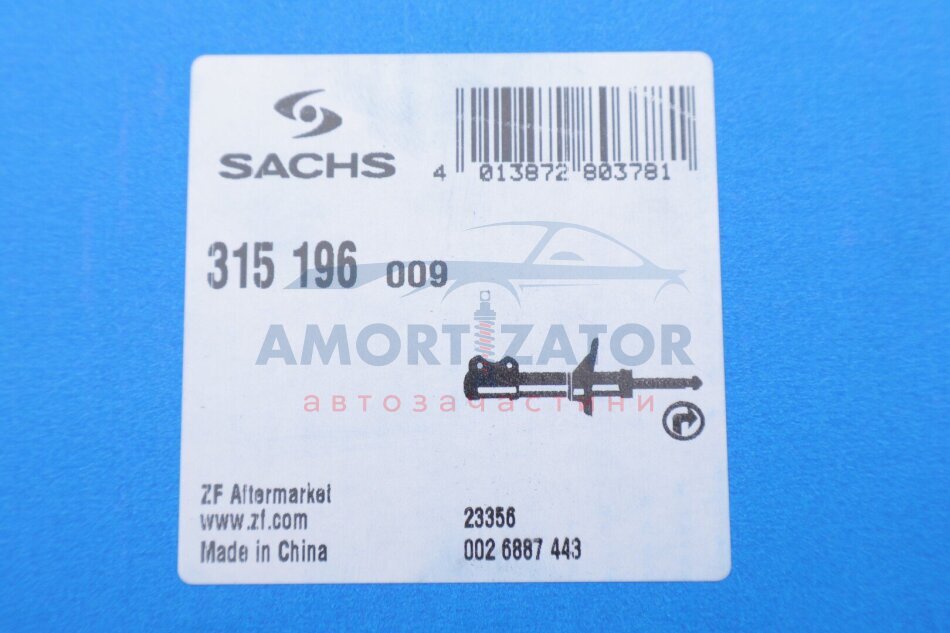 SACHS
4 013872 803781
315 196 009
AMORTIZATOR
автозачастини
ZF Aftermarket
www.zf.com
Made in China
23356
002 6887 443